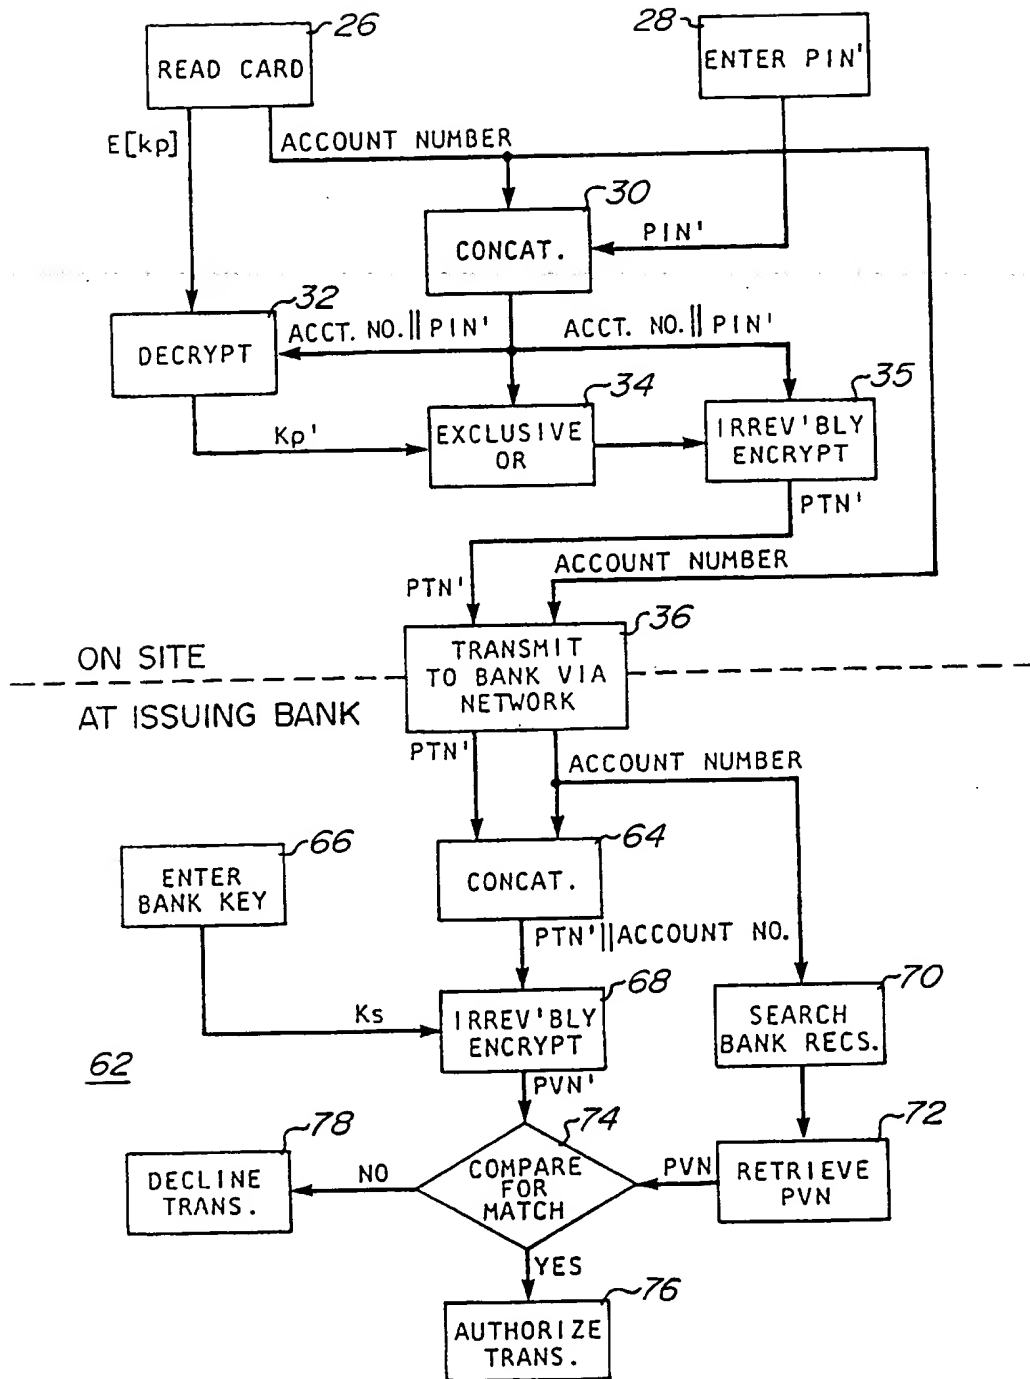 26
READ CARD
28
ENTER PIN'
E[kp]
ACCOUNT NUMBER
30
CONCAT.
PIN'
32
DECRYPT
ACCT. NO.||PIN'
ACCT. NO.||PIN'
34
EXCLUSIVE
OR
35
IRREV'BLY
ENCRYPT
Kp'
PTN'
PTN'
ACCOUNT NUMBER
36
TRANSMIT
TO BANK VIA
NETWORK
ON SITE
AT ISSUING BANK
PTN'
ACCOUNT NUMBER
66
ENTER
BANK KEY
64
CONCAT.
PTN'||ACCOUNT NO.
Ks
68
IRREV'BLY
ENCRYPT
70
SEARCH
BANK RECS.
62
PVN'
78
DECLINE
TRANS.
NO
74
COMPARE
FOR
MATCH
PVN
72
RETRIEVE
PVN
YES
76
AUTHORIZE
TRANS.